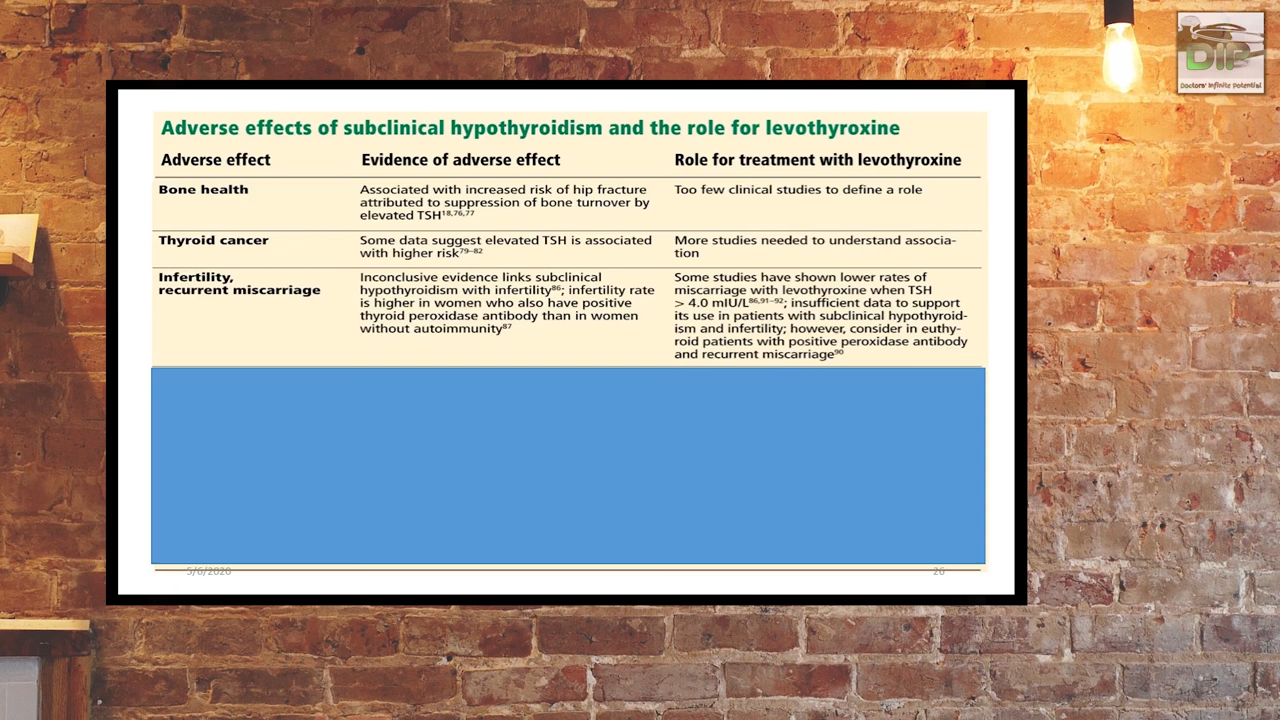 DIP
Doctors' Infinite Potential
Adverse effects of subclinical hypothyroidism and the role for levothyroxine
Adverse effect
Evidence of adverse effect
Role for treatment with levothyroxine
Bone health
Associated with increased risk of hip fracture
attributed to suppression of bone turnover by
elevated TSH18,76,77
Too few clinical studies to define a role
Thyroid cancer
Some data suggest elevated TSH is associated
with higher risk79–82
More studies needed to understand associa-
tion
Infertility,
recurrent miscarriage
Inconclusive evidence links subclinical
hypothyroidism with infertility86; infertility rate
is higher in women who also have positive
thyroid peroxidase antibody than in women
without autoimmunity87
Some studies have shown lower rates of
miscarriage with levothyroxine when TSH
> 4.0 mIU/L86,91–92; insufficient data to support
its use in patients with subclinical hypothyroid-
ism and infertility; however, consider in euthy-
roid patients with positive peroxidase antibody
and recurrent miscarriage90
5/6/2020
26